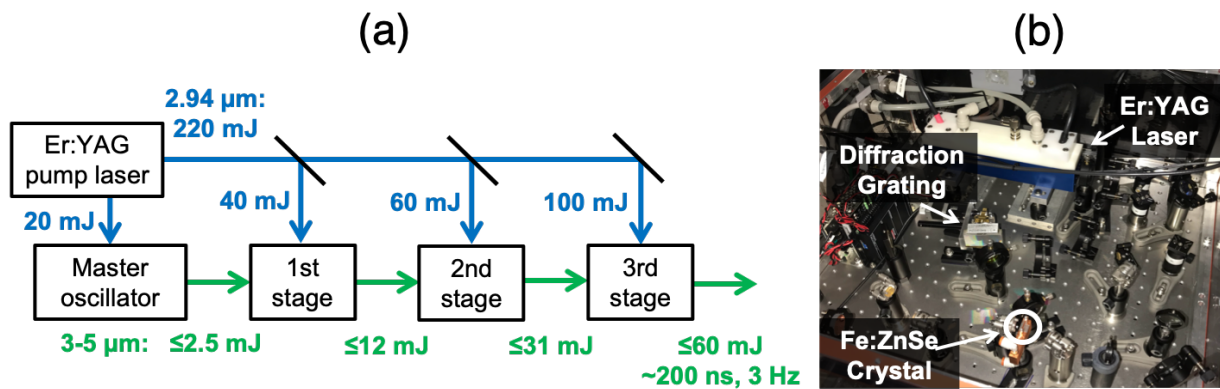 (a)
2.94 µm:
220 mJ
Er:YAG
pump laser
20 mJ
40 mJ
60 mJ
100 mJ
Master
oscillator
1st
stage
2nd
stage
3rd
stage
3-5 µm:
≤2.5 mJ
≤12 mJ
≤31 mJ
≤60 mJ
~200 ns, 3 Hz
(b)
Er:YAG
Laser
Diffraction
Grating
Fe:ZnSe
Crystal